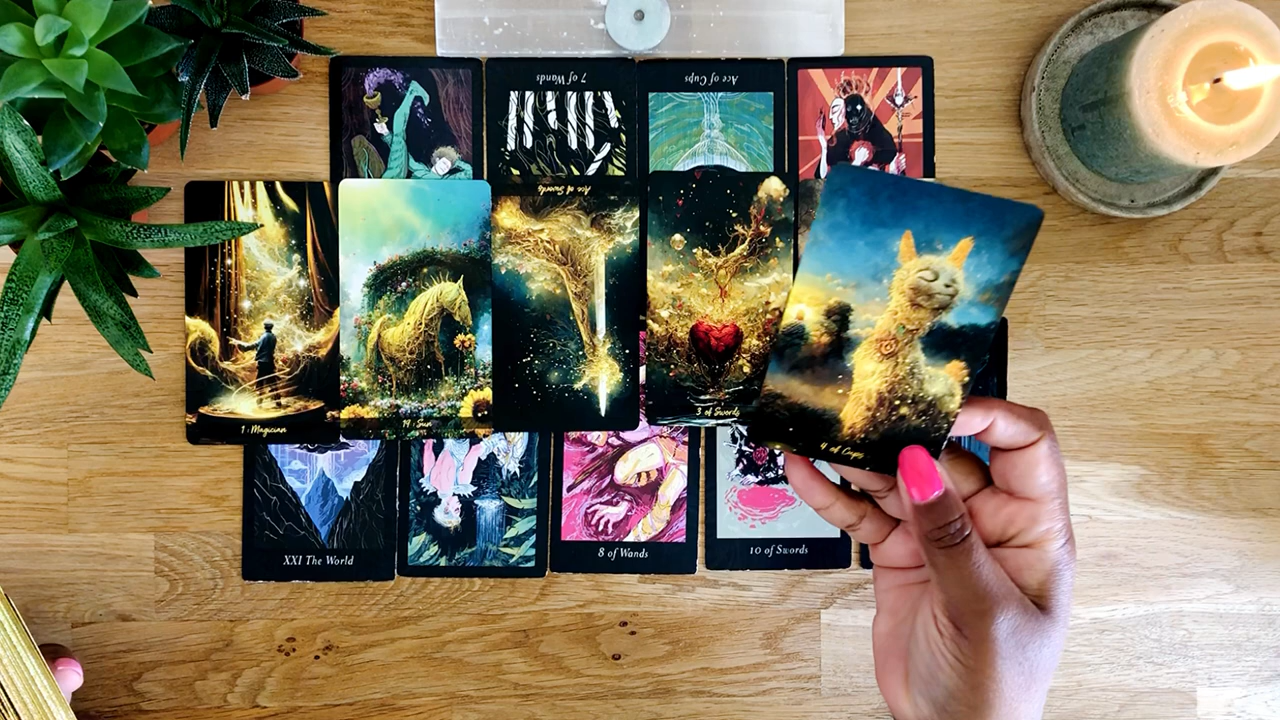 7 of Wands
Ace of Cups
Ace of Swords
1 : Magician
19 : Sun
3 of Swords
4 of Cups
XXI The World
8 of Wands
10 of Swords